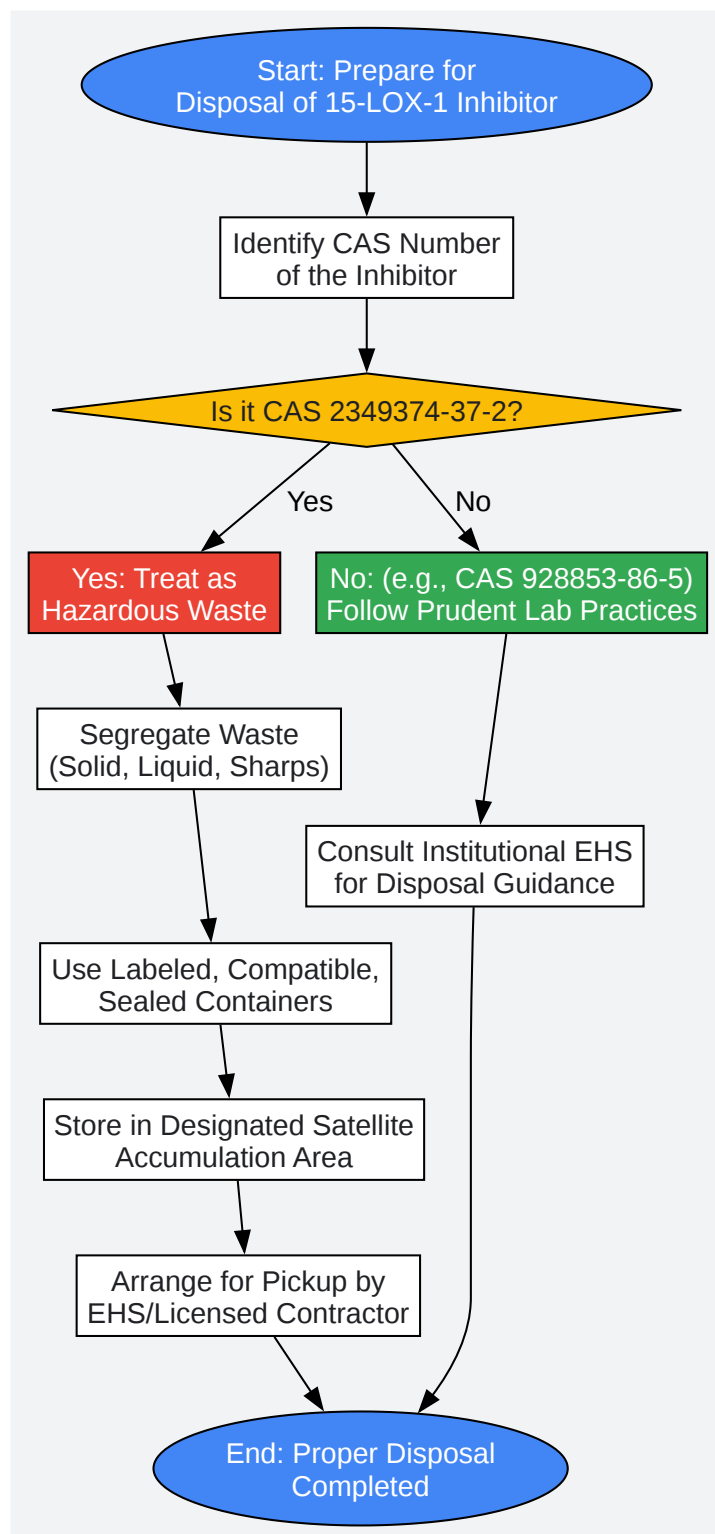 Start: Prepare for
Disposal of 15-LOX-1 Inhibitor
Identify CAS Number
of the Inhibitor
Is it CAS 2349374-37-2?
Yes
No
Yes: Treat as
Hazardous Waste
No: (e.g., CAS 928853-86-5)
Follow Prudent Lab Practices
Segregate Waste
(Solid, Liquid, Sharps)
Consult Institutional EHS
for Disposal Guidance
Use Labeled, Compatible,
Sealed Containers
Store in Designated Satellite
Accumulation Area
Arrange for Pickup by
EHS/Licensed Contractor
End: Proper Disposal
Completed